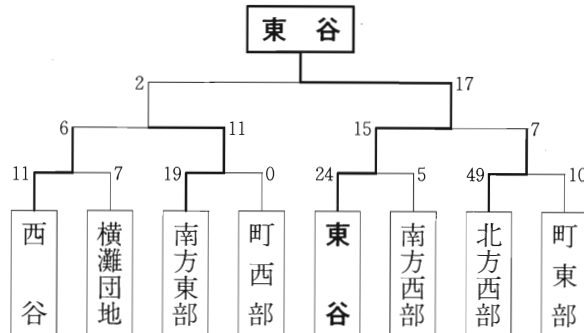 東谷
2 17
6 11 15 7
11 7 19 0 24 5 49 10
西谷
横灘団地
南方東部
町西部
東谷
南方西部
北方西部
町東部